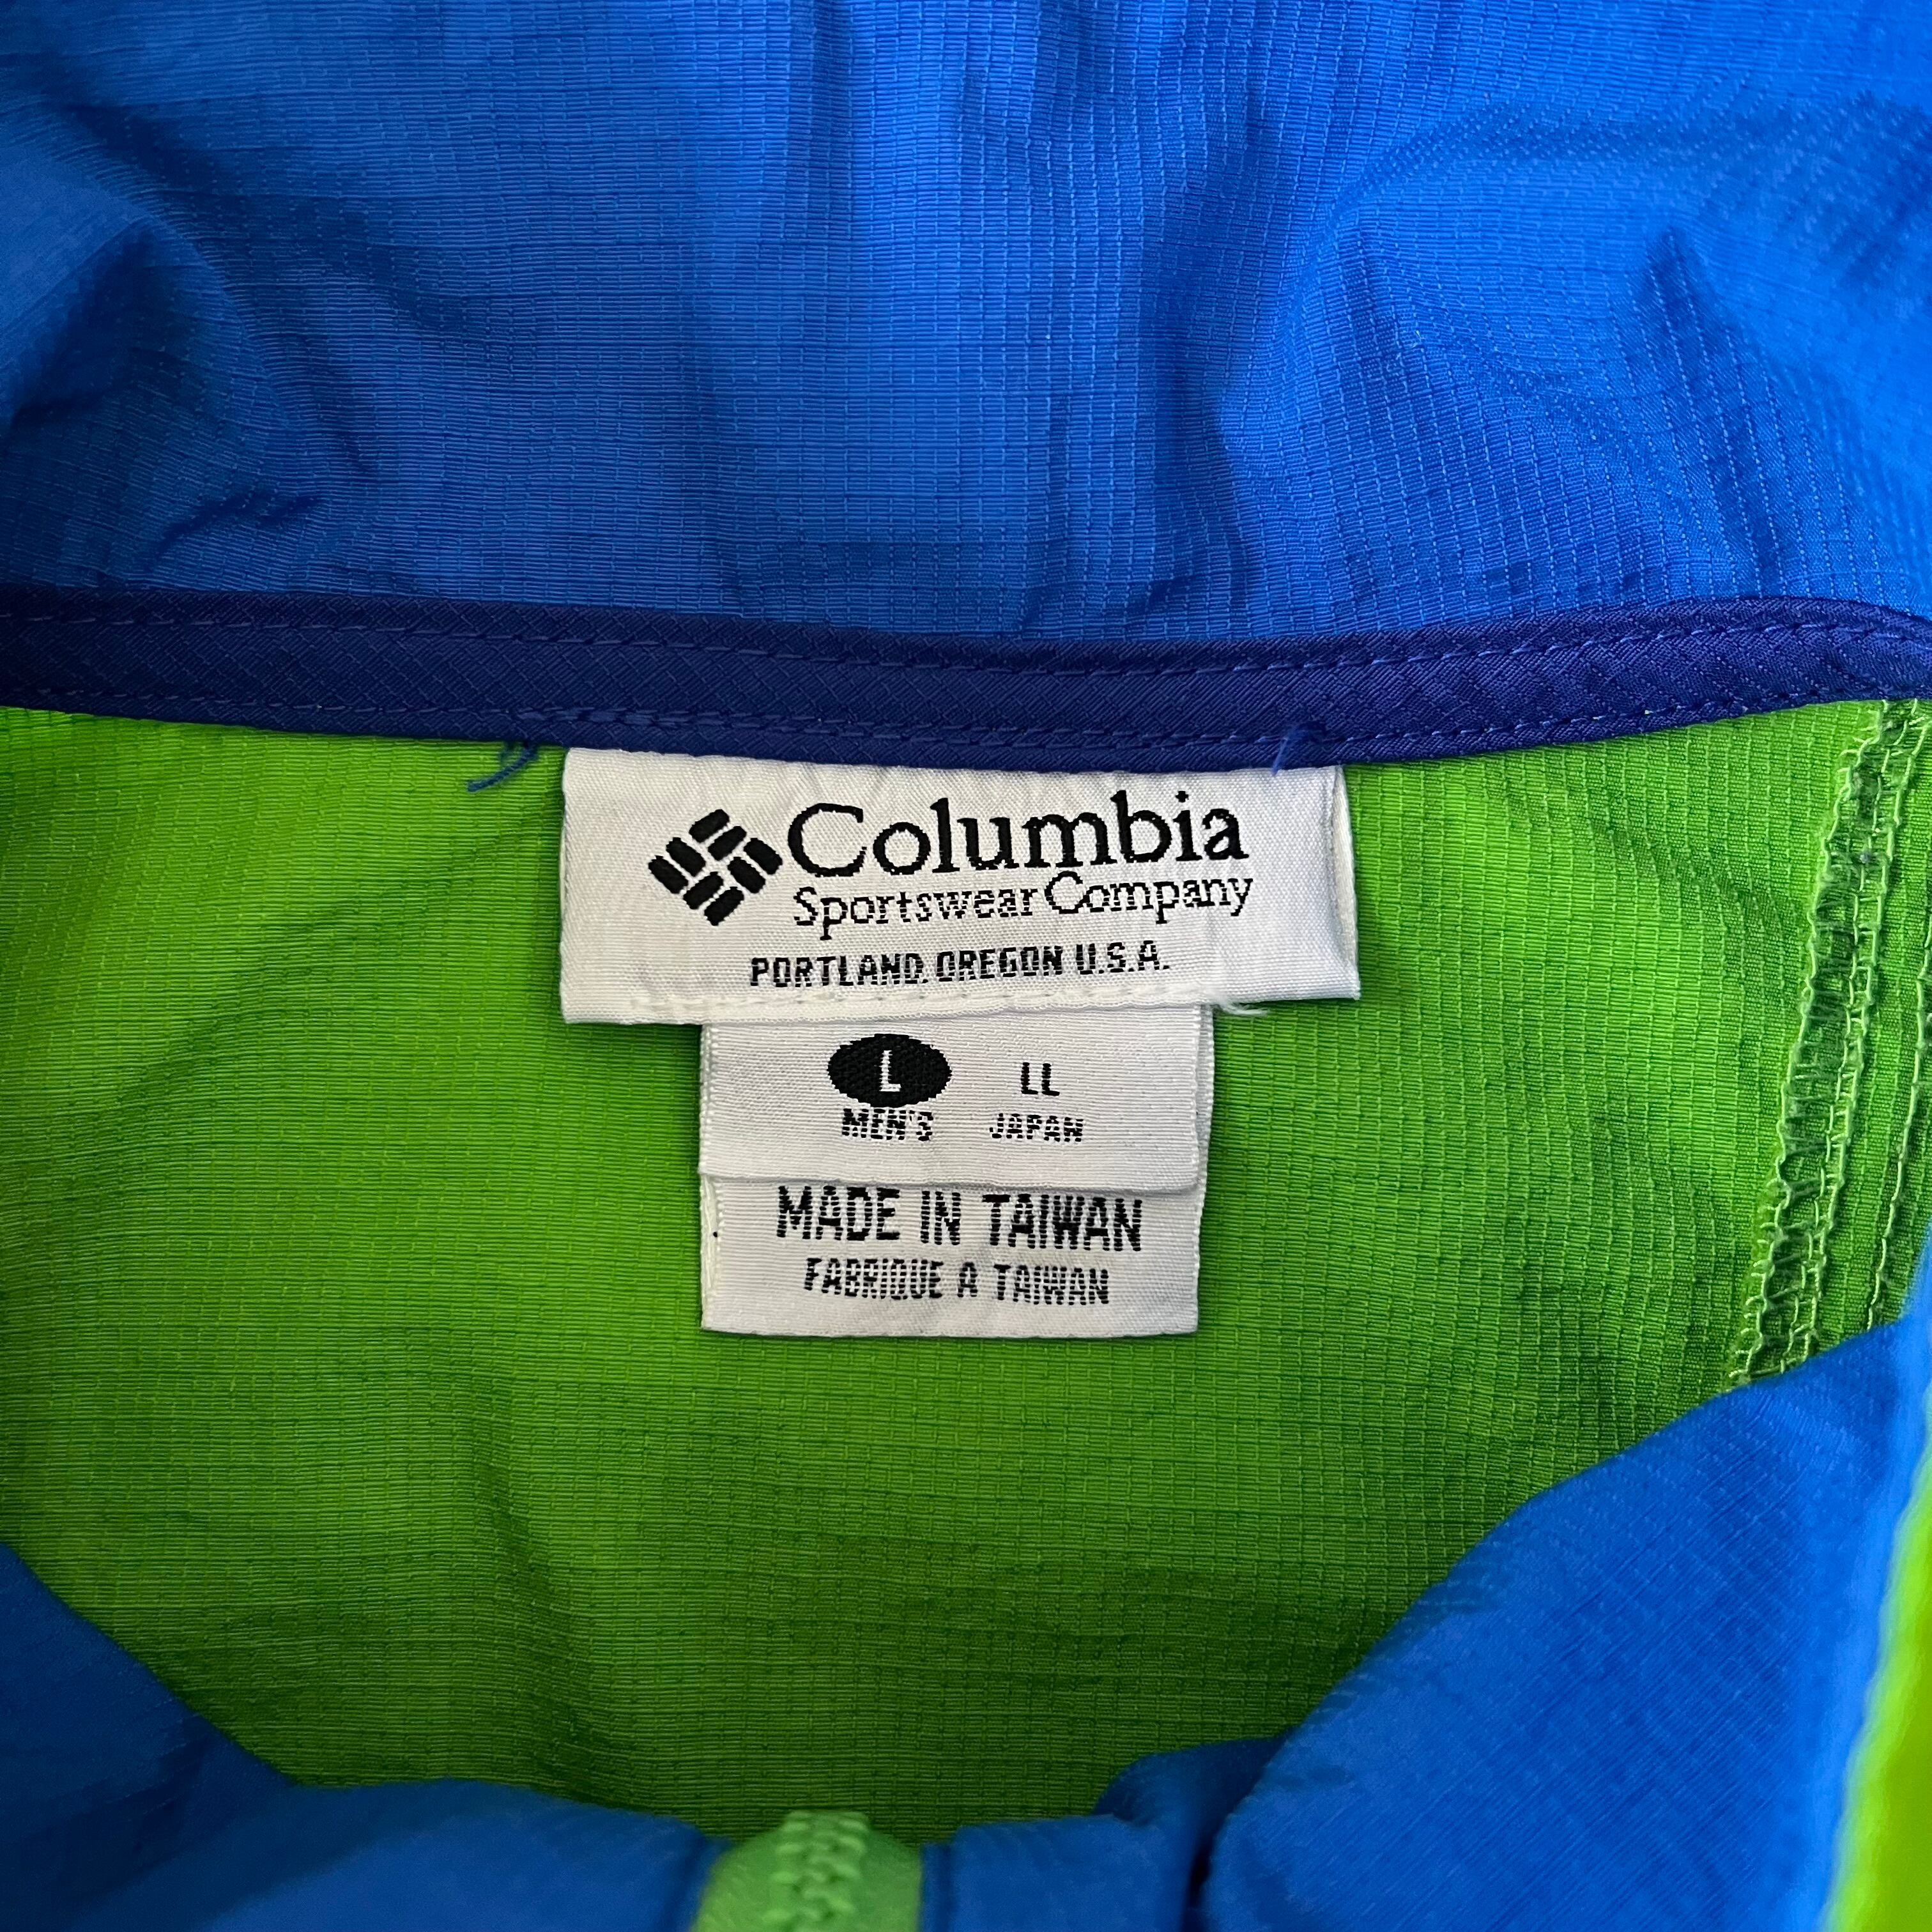 Columbia
Sportswear Company
PORTLAND, OREGON U.S.A.
L LL
MEN'S JAPAN
MADE IN TAIWAN
FABRIQUE A TAIWAN